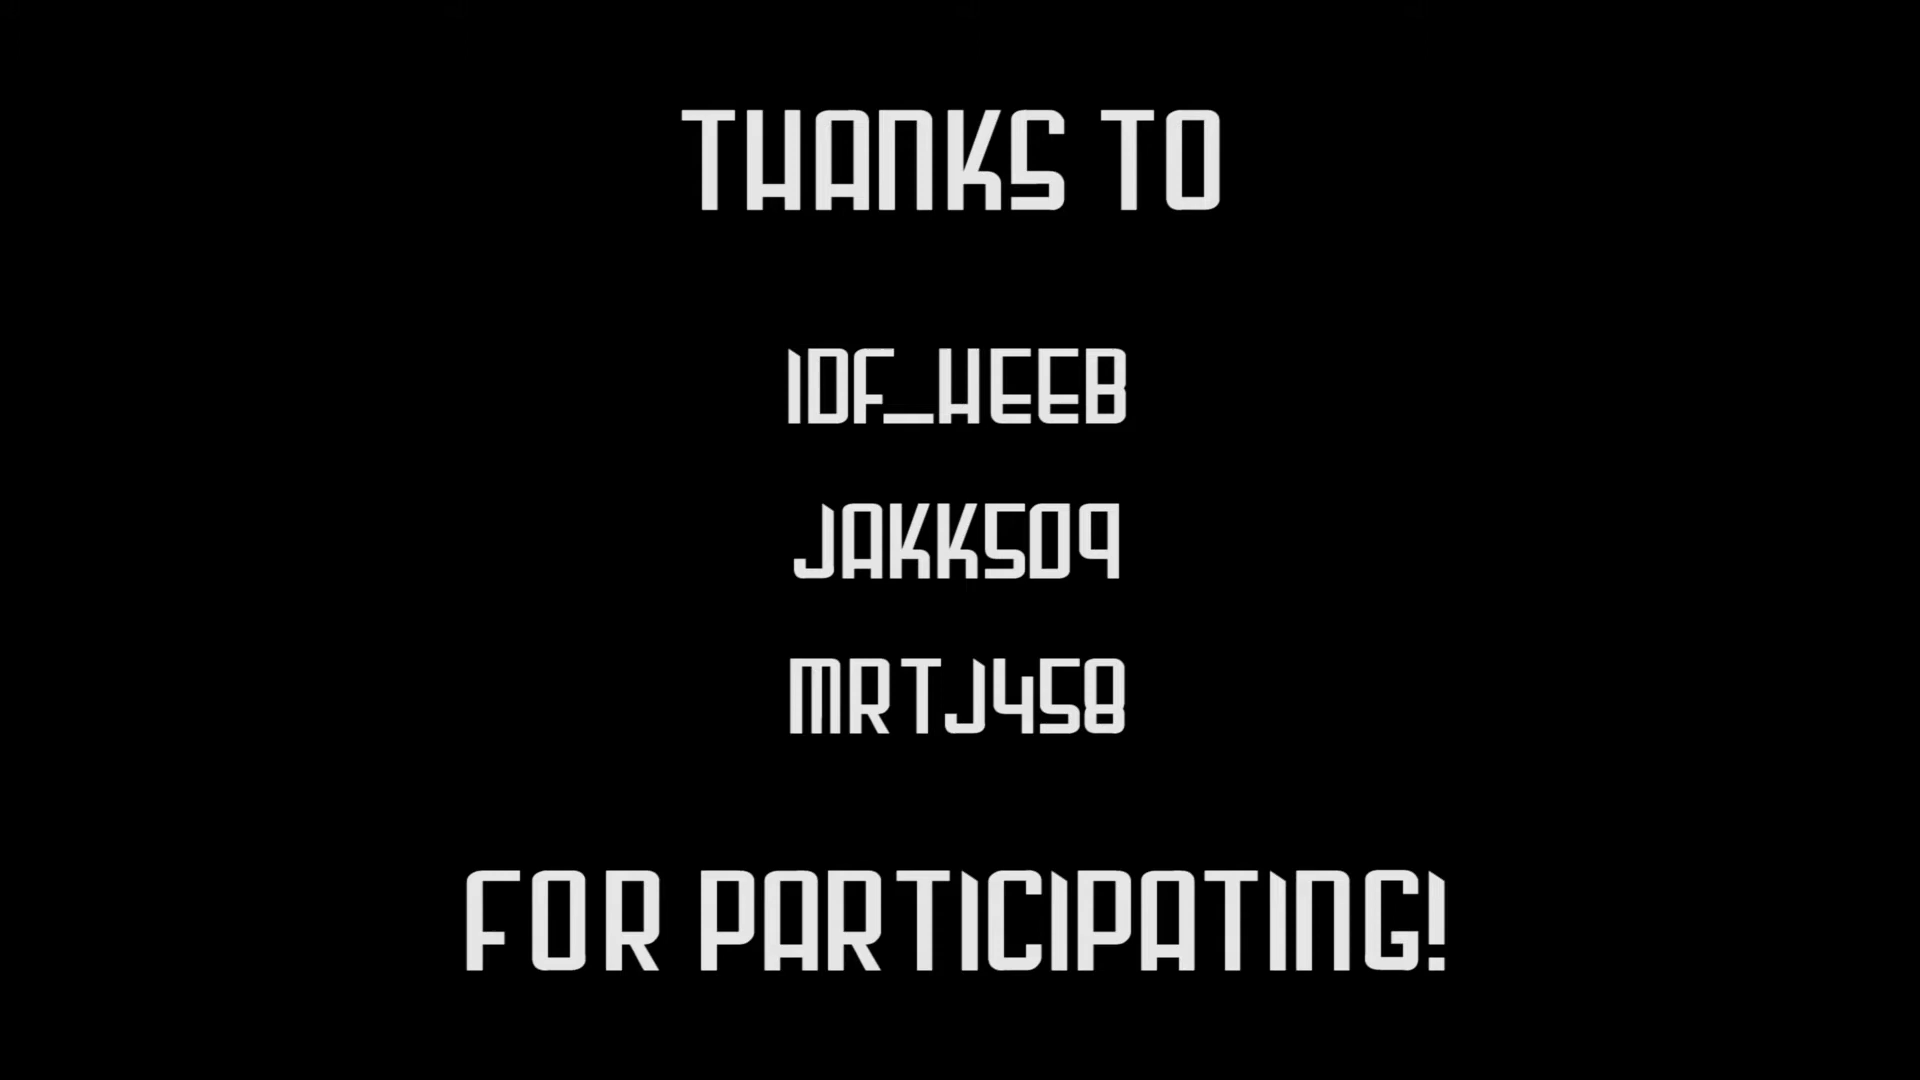 THANKS TO
IDF_HEEB
JAKK509
MRTJ458
FOR PARTICIPATING!